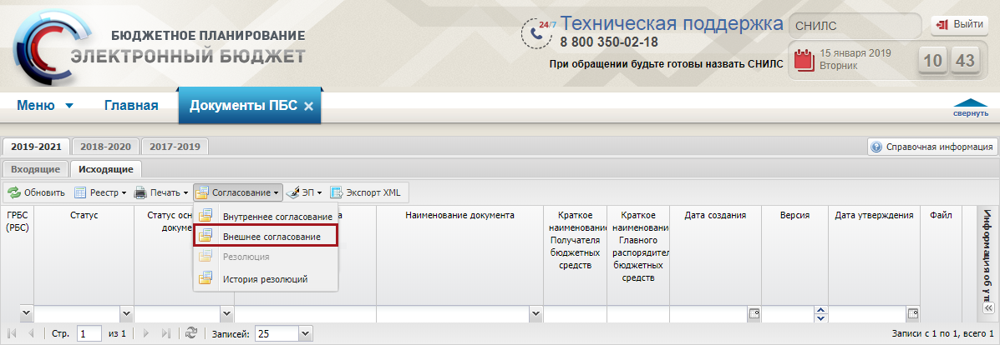 БЮДЖЕТНОЕ ПЛАНИРОВАНИЕ
ЭЛЕКТРОННЫЙ БЮДЖЕТ
24/7 Техническая поддержка
8 800 350-02-18
При обращении будьте готовы назвать СНИЛС
СНИЛС
Выйти
15 января 2019
Вторник
10 43
Меню Главная Документы ПБС
свернуть
2019-2021 2018-2020 2017-2019
Справочная информация
Входящие Исходящие
Обновить Реестр Печать Согласование ЭП Экспорт XML
Внутреннее согласование
Внешнее согласование
Резолюция
История резолюций
ГРБС
(РБС)
Статус
Статус осн
докуме
а
Наименование документа
Краткое
наименование
Получателя
бюджетных
средств
Краткое
наименование
Главного
распорядител
бюджетных
средств
Дата создания
Версия
Дата утверждения
Файл
Информация об ут
Стр. 1 из 1
Записей: 25
Записи с 1 по 1, всего 1